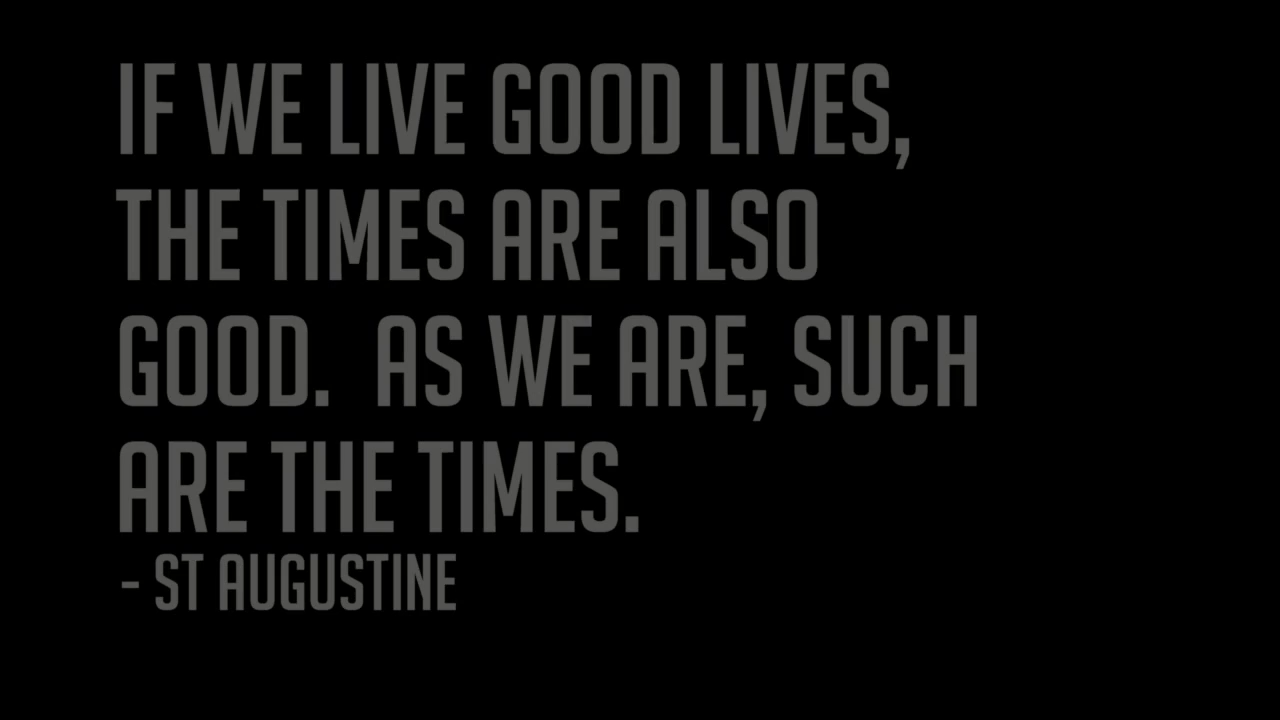 IF WE LIVE GOOD LIVES,
THE TIMES ARE ALSO
GOOD.  AS WE ARE, SUCH
ARE THE TIMES.
- ST AUGUSTINE